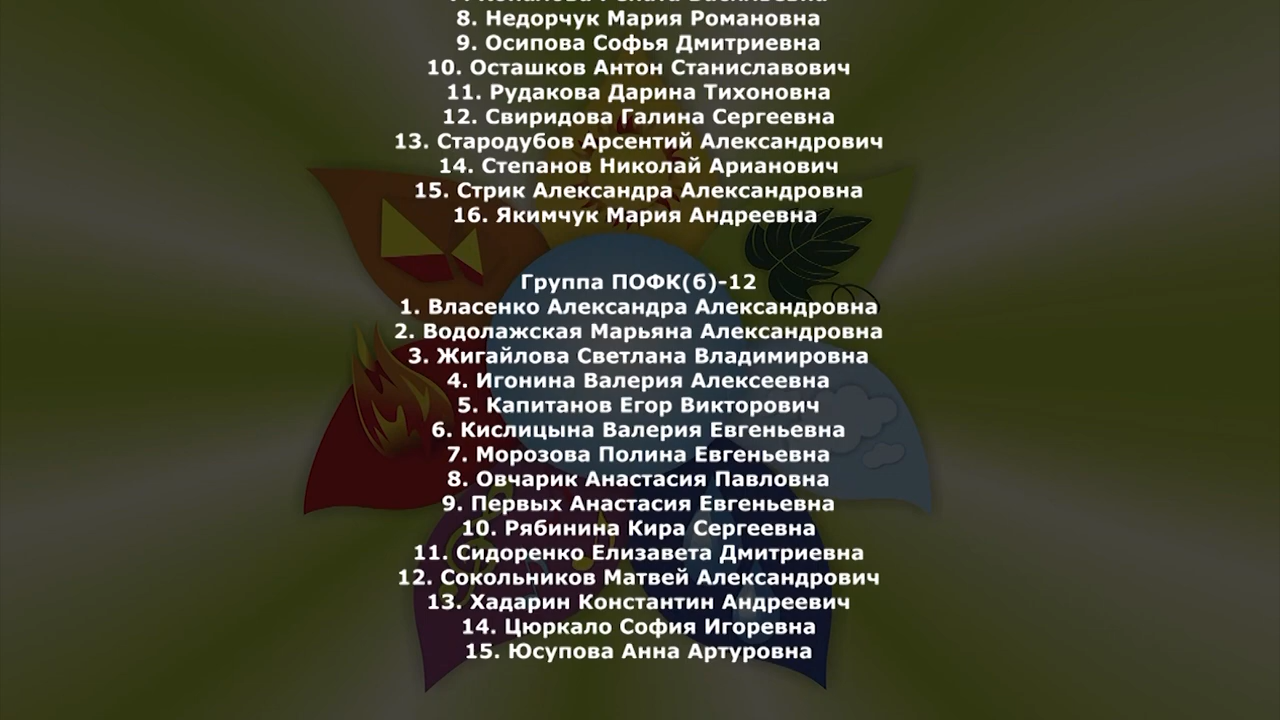 8. Недорчук Мария Романовна
9. Осипова Софья Дмитриевна
10. Осташков Антон Станиславович
11. Рудакова Дарина Тихоновна
12. Свиридова Галина Сергеевна
13. Стародубов Арсентий Александрович
14. Степанов Николай Арианович
15. Стрик Александра Александровна
16. Якимчук Мария Андреевна
Группа ПОФК(б)-12
1. Власенко Александра Александровна
2. Водолажская Марьяна Александровна
3. Жигайлова Светлана Владимировна
4. Игонина Валерия Алексеевна
5. Капитанов Егор Викторович
6. Кислицына Валерия Евгеньевна
7. Морозова Полина Евгеньевна
8. Овчарик Анастасия Павловна
9. Первых Анастасия Евгеньевна
10. Рябинина Кира Сергеевна
11. Сидоренко Елизавета Дмитриевна
12. Сокольников Матвей Александрович
13. Хадарин Константин Андреевич
14. Цюркало София Игоревна
15. Юсупова Анна Артуровна